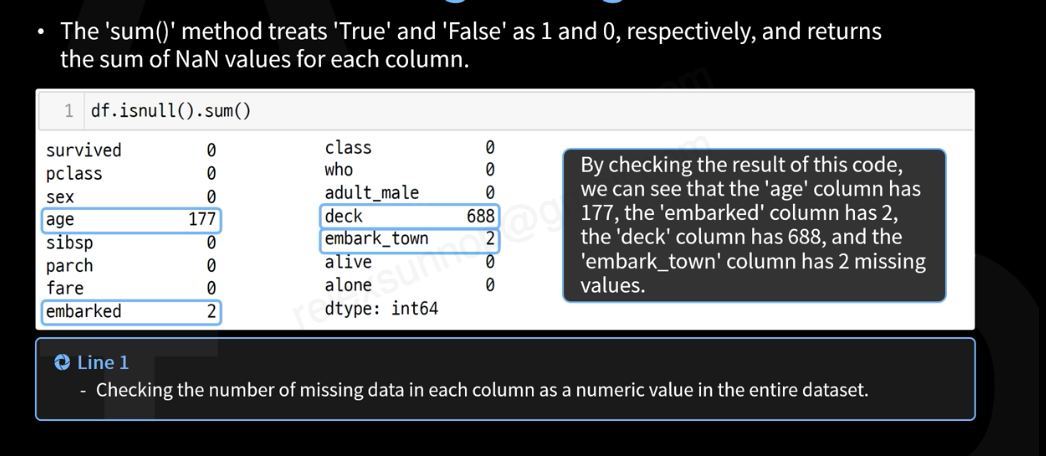 • The 'sum()' method treats 'True' and 'False' as 1 and 0, respectively, and returns
the sum of NaN values for each column.
1 df.isnull().sum()
survived 0
pclass 0
sex 0
age 177
sibsp 0
parch 0
fare 0
embarked 2
class 0
who 0
adult_male 0
deck 688
embark_town 2
alive 0
alone 0
dtype: int64
By checking the result of this code,
we can see that the 'age' column has
177, the 'embarked' column has 2,
the 'deck' column has 688, and the
'embark_town' column has 2 missing
values.
Line 1
- Checking the number of missing data in each column as a numeric value in the entire dataset.